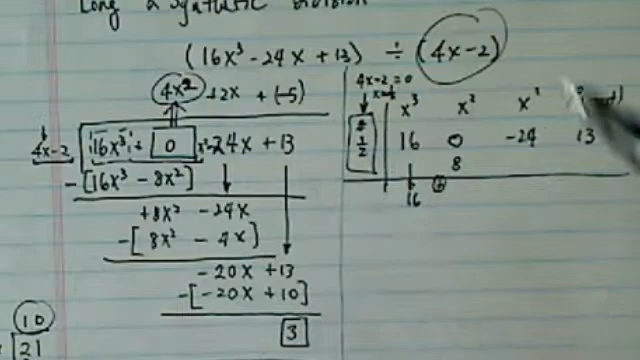 Long & Synthetic Division
(16x³ - 24x + 13) ÷ (4x-2)
4x² + 2x + (-5)
4x-2 16x³ + 0 x² - 24x + 13
-[16x³ - 8x²]
+8x² - 24x
-[8x² - 4x]
-20x + 13
-[-20x + 10]
3
10
21
4x-2=0
x=½
x³ x² x¹
½ 16 0 -24 13
8
16